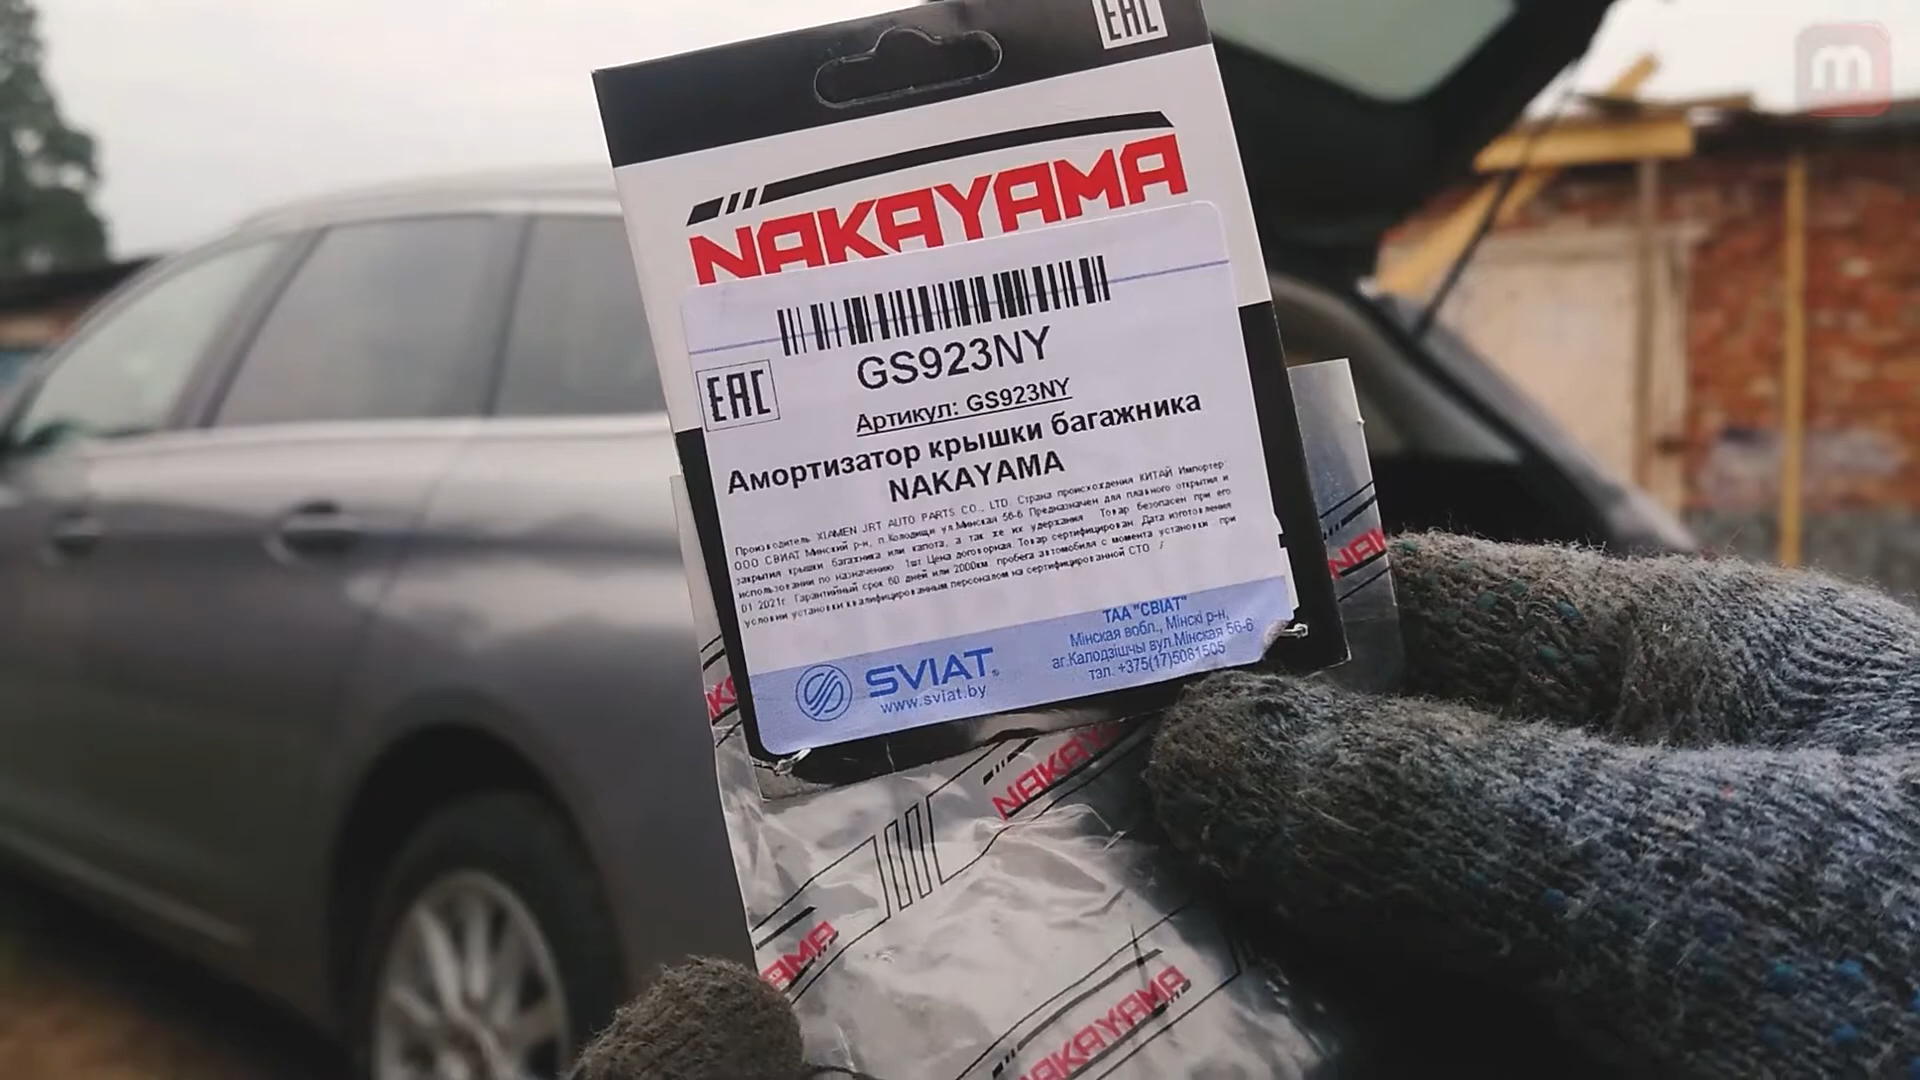 EAC
NAKAYAMA
GS923NY
EAC
Артикул: GS923NY
Амортизатор крышки багажника
NAKAYAMA
Производитель XIAMEN JRT AUTO PARTS CO., LTD. Страна происхождения КИТАЙ Импортер:
ООО СВИАТ Минский р-н, п.Колодищи ул.Минская 56-6 Предназначен для плавного открытия и
закрытия крышки багажника или капота, а так же их удержания Товар безопасен при его
использовании по назначению 1шт Цена договорная. Товар сертифицирован. Дата изготовления
01 2021г. Гарантийный срок 60 дней или 2000км. пробега автомобиля с момента установки при
условии установки квалифицированным персоналом на сертифицированной СТО /
SVIAT
www.sviat.by
ТАА "СВІАТ"
Мінская вобл., Мінскі р-н,
аг.Калодзішчы вул.Мінская 56-6
тэл. +375(17)5081505
NAKAYA
AMA
NAKAYAMA
NAK
m